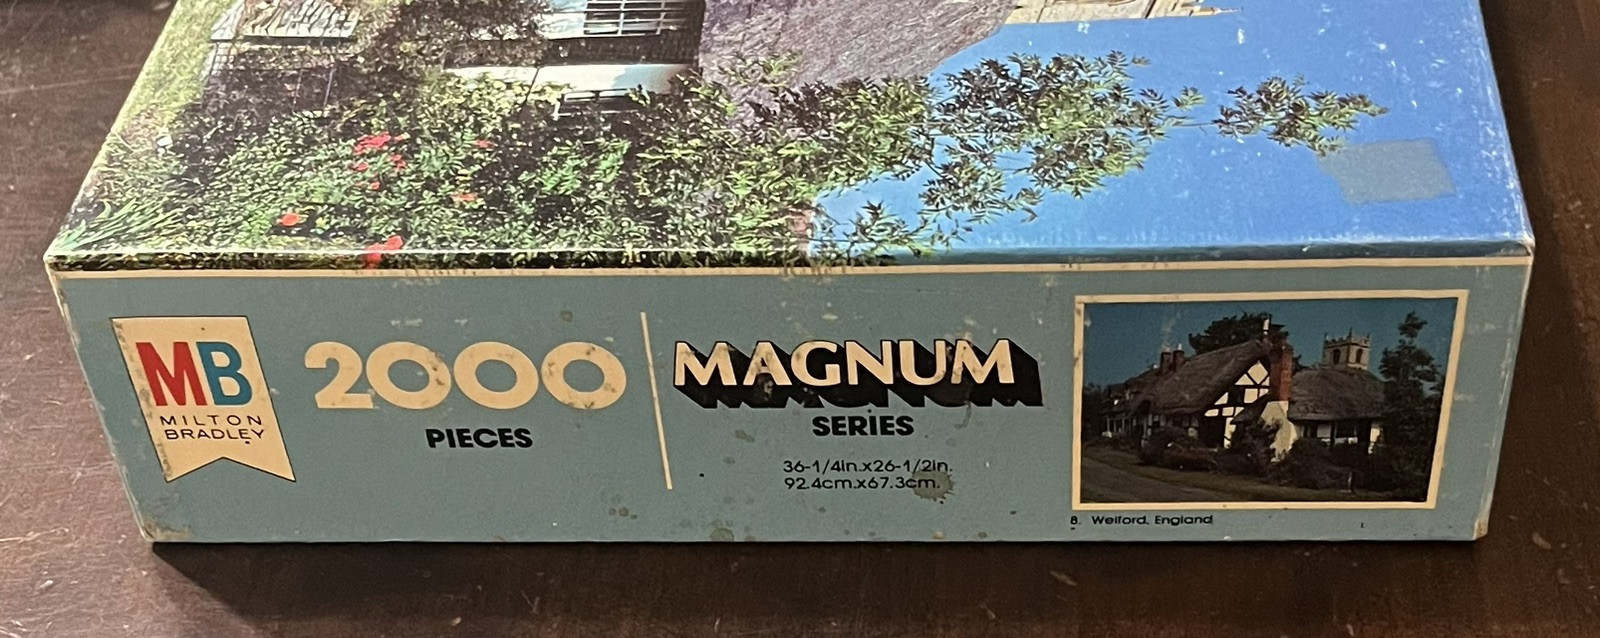 MB
MILTON
BRADLEY
2000
PIECES
MAGNUM
SERIES
36-1/4in.x26-1/2in.
92.4cm.x67.3cm.
8. Welford, England